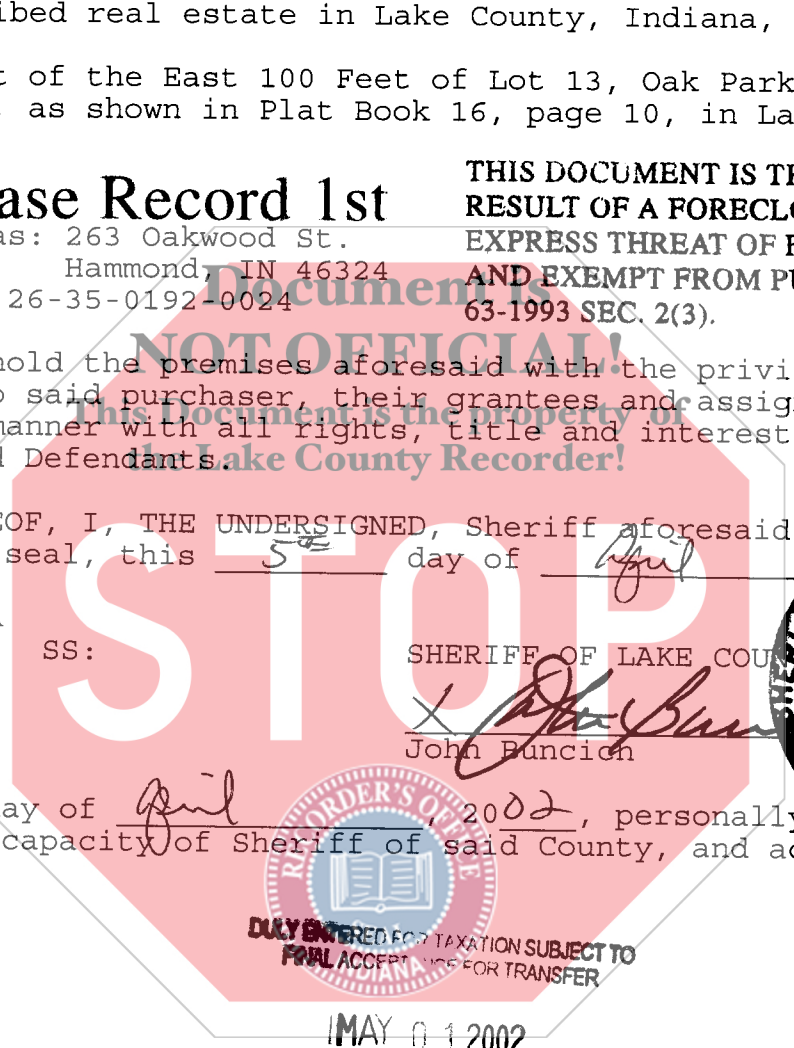 ibed real estate in Lake County, Indiana,
t of the East 100 Feet of Lot 13, Oak Park
, as shown in Plat Book 16, page 10, in La
ase Record 1st
THIS DOCUMENT IS TH
RESULT OF A FORECLO
EXPRESS THREAT OF F
AND EXEMPT FROM PU
63-1993 SEC. 2(3).
as: 263 Oakwood St.
Hammond, IN 46324
26-35-0192-0024
Document is
NOT OFFICIAL!
This Document is the property of
the Lake County Recorder!
hold the premises aforesaid with the privi
o said purchaser, their grantees and assig
manner with all rights, title and interest
d Defendants.
EOF, I, THE UNDERSIGNED, Sheriff aforesaid
seal, this 5th day of April
STOP
SS:
SHERIFF OF LAKE COU
SHERI
X John Bun
John Buncich
ay of April, 2002, personally
capacity of Sheriff of said County, and ac
RECORDER'S OFFICE
INDIANA
DULY ENTERED FOR TAXATION SUBJECT TO
FINAL ACCEPTANCE FOR TRANSFER
MAY 01 2002